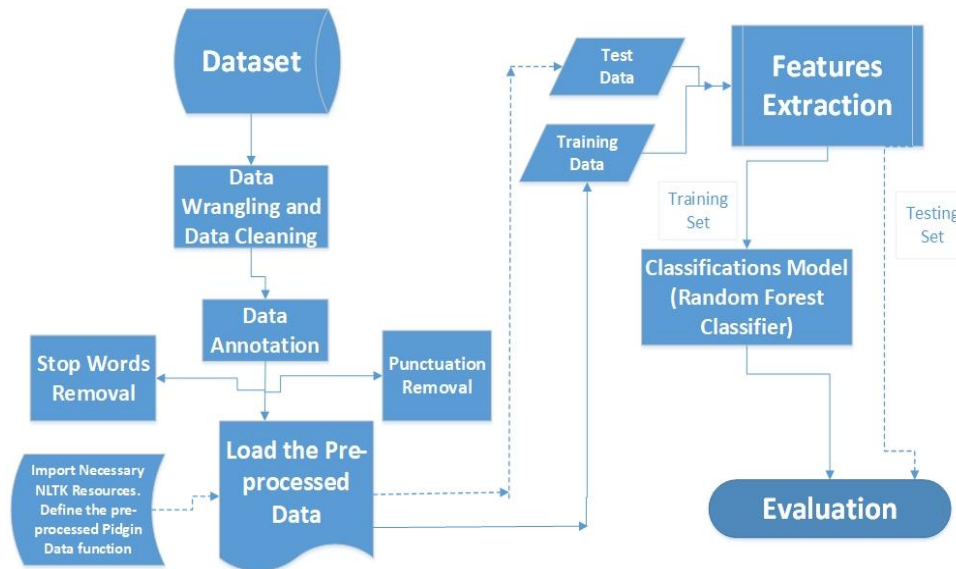 Dataset
Data
Wrangling and
Data Cleaning
Data
Annotation
Stop Words
Removal
Punctuation
Removal
Import Necessary
NLTK Resources.
Define the pre-
processed Pidgin
Data function
Load the Pre-
processed
Data
Test
Data
Training
Data
Features
Extraction
Training
Set
Testing
Set
Classifications Model
(Random Forest
Classifier)
Evaluation